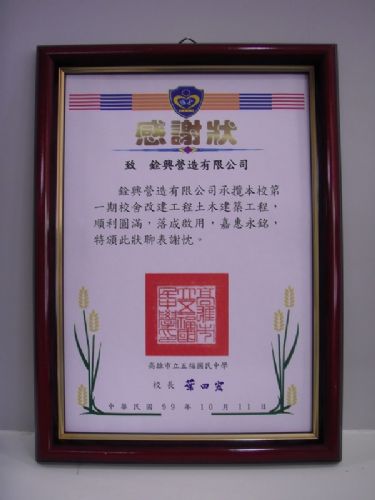 感謝狀
致 銓興營造有限公司
銓興營造有限公司承攬本校第
一期校舍改建工程土木建築工程，
順利圓滿，落成啟用，嘉惠永銘，
特頒此狀聊表謝忱。
高雄市立五福國民中學
校長
中華民國 99 年 10 月 11 日